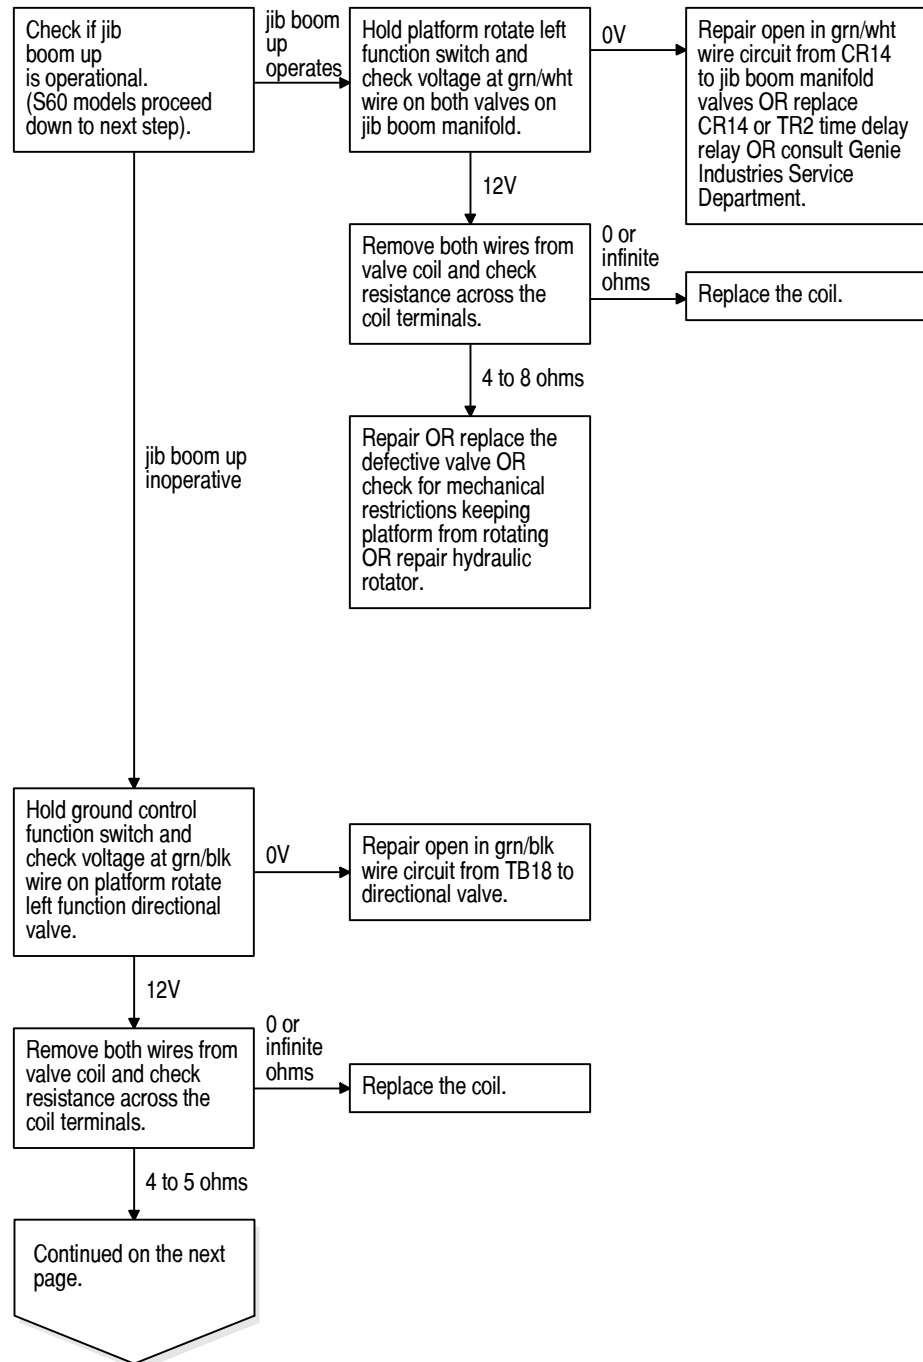 Check if jib
boom up
is operational.
(S60 models proceed
down to next step).
jib boom
up
operates
Hold platform rotate left
function switch and
check voltage at grn/wht
wire on both valves on
jib boom manifold.
0V
Repair open in grn/wht
wire circuit from CR14
to jib boom manifold
valves OR replace
CR14 or TR2 time delay
relay OR consult Genie
Industries Service
Department.
12V
Remove both wires from
valve coil and check
resistance across the
coil terminals.
0 or
infinite
ohms
Replace the coil.
4 to 8 ohms
Repair OR replace the
defective valve OR
check for mechanical
restrictions keeping
platform from rotating
OR repair hydraulic
rotator.
jib boom up
inoperative
Hold ground control
function switch and
check voltage at grn/blk
wire on platform rotate
left function directional
valve.
0V
Repair open in grn/blk
wire circuit from TB18 to
directional valve.
12V
Remove both wires from
valve coil and check
resistance across the
coil terminals.
0 or
infinite
ohms
Replace the coil.
4 to 5 ohms
Continued on the next
page.